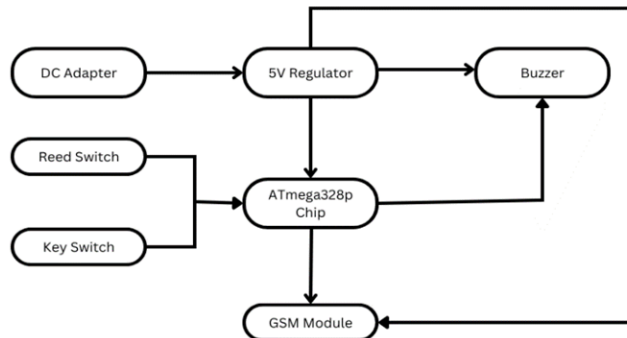 DC Adapter
5V Regulator
Buzzer
Reed Switch
ATmega328p
Chip
Key Switch
GSM Module